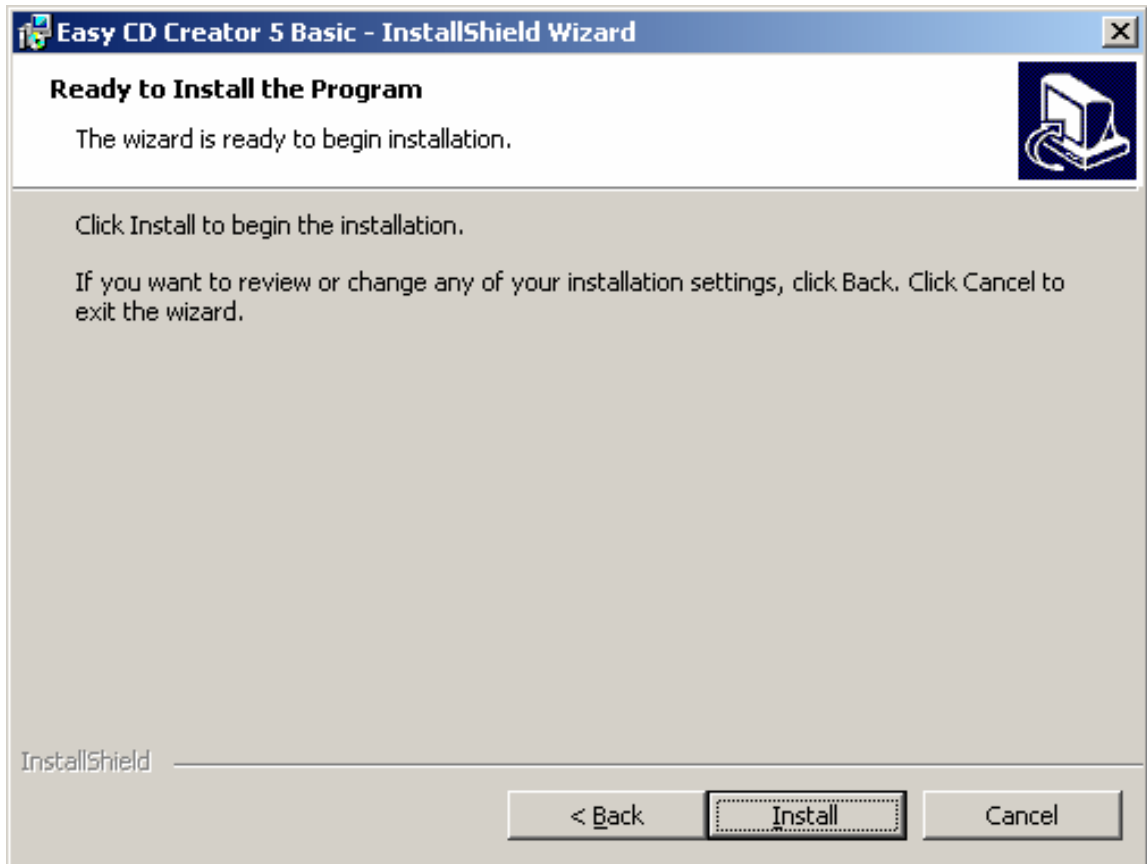 Easy CD Creator 5 Basic - InstallShield Wizard
Ready to Install the Program
The wizard is ready to begin installation.
Click Install to begin the installation.
If you want to review or change any of your installation settings, click Back. Click Cancel to
exit the wizard.
InstallShield
< Back
Install
Cancel